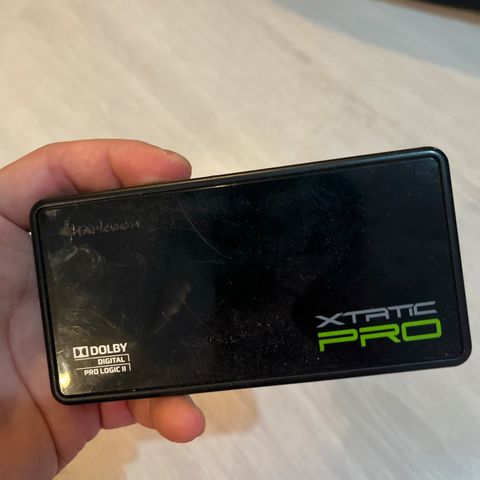 Sharkoon
XTATIC
PRO
DOLBY
DIGITAL
PRO LOGIC II